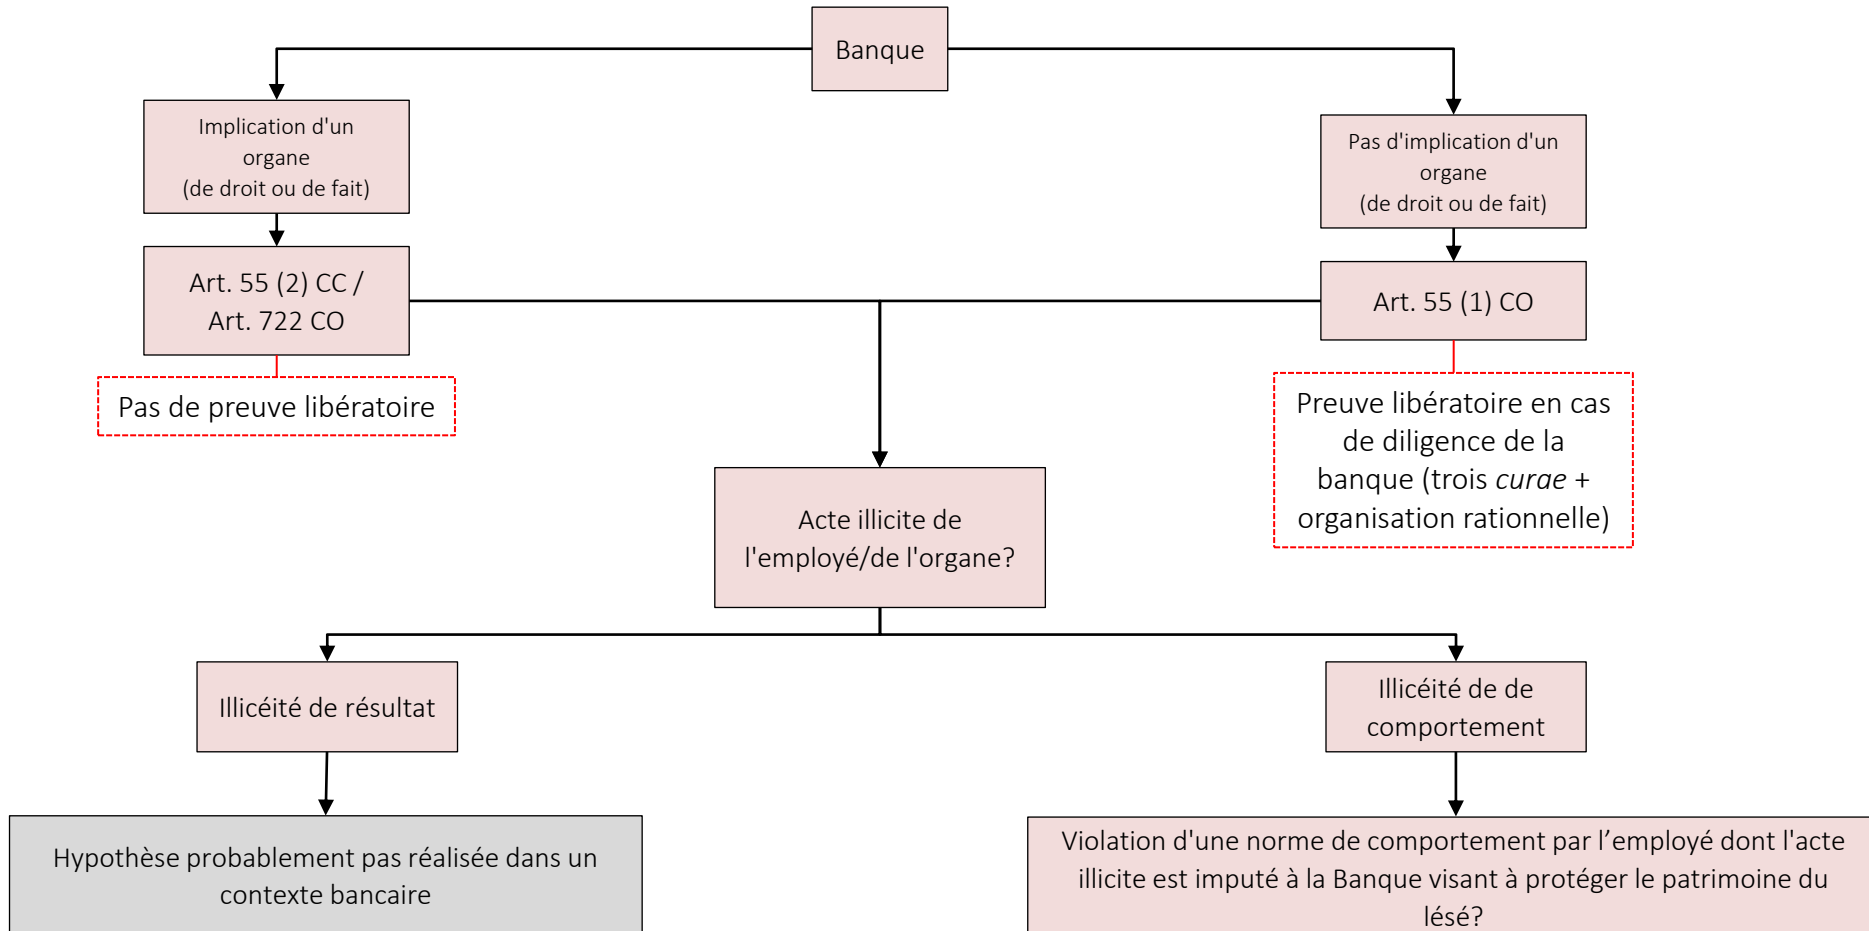 Banque
Implication d'un
organe
(de droit ou de fait)
Pas d'implication d'un
organe
(de droit ou de fait)
Art. 55 (2) CC /
Art. 722 CO
Art. 55 (1) CO
Pas de preuve libératoire
Preuve libératoire en cas
de diligence de la
banque (trois curae +
organisation rationnelle)
Acte illicite de
l'employé/de l'organe?
Illicéité de résultat
Illicéité de de
comportement
Hypothèse probablement pas réalisée dans un
contexte bancaire
Violation d'une norme de comportement par l’employé dont l'acte
illicite est imputé à la Banque visant à protéger le patrimoine du
lésé?